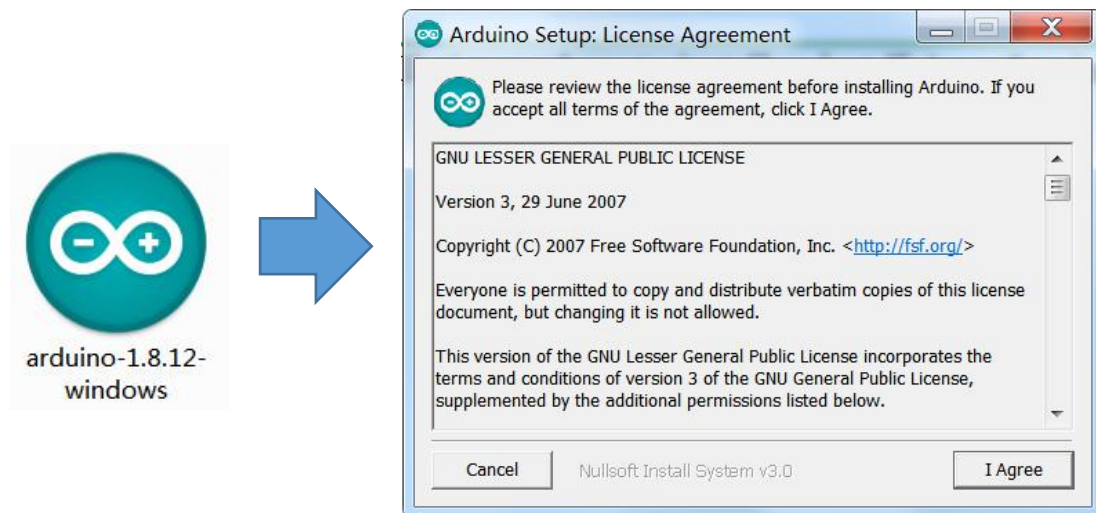 Arduino Setup: License Agreement
Please review the license agreement before installing Arduino. If you
accept all terms of the agreement, click I Agree.
GNU LESSER GENERAL PUBLIC LICENSE
Version 3, 29 June 2007
Copyright (C) 2007 Free Software Foundation, Inc. <http://fsf.org/>
Everyone is permitted to copy and distribute verbatim copies of this license
document, but changing it is not allowed.
This version of the GNU Lesser General Public License incorporates the
terms and conditions of version 3 of the GNU General Public License,
supplemented by the additional permissions listed below.
Cancel
Nullsoft Install System v3.0
I Agree
arduino-1.8.12-
windows